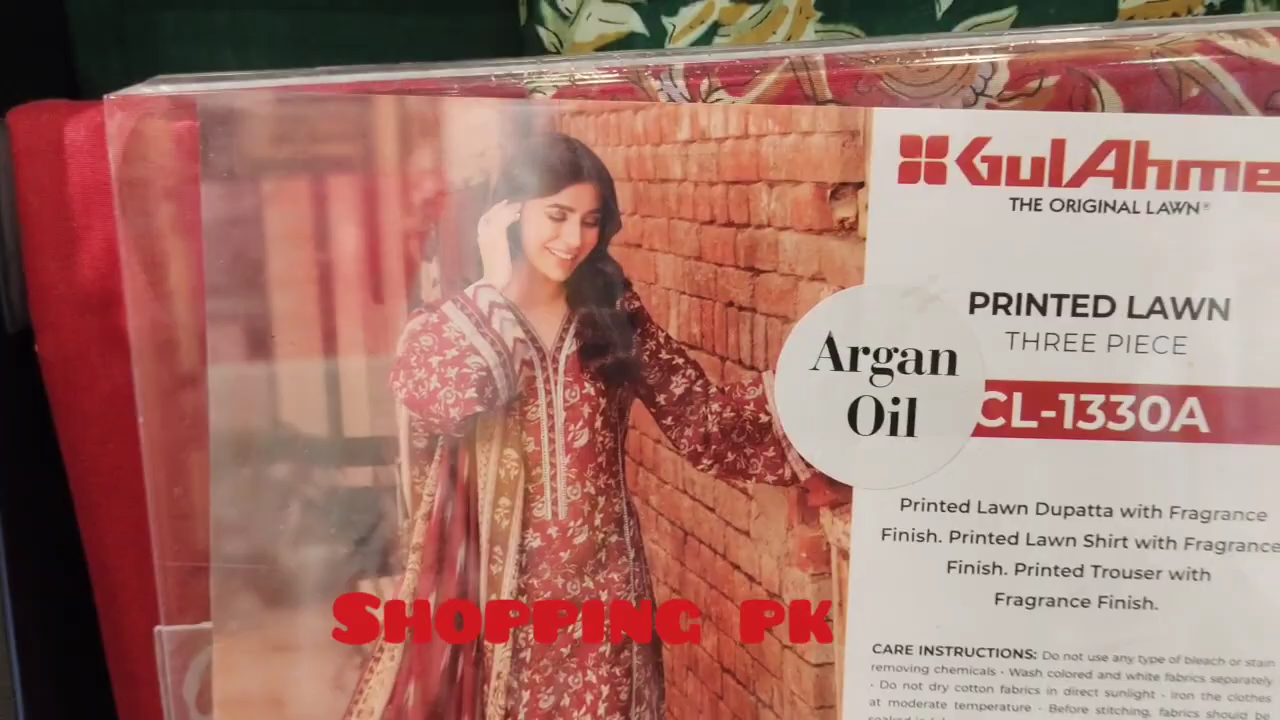 GulAhme
THE ORIGINAL LAWN®
PRINTED LAWN
THREE PIECE
Argan
Oil
CL-1330A
Printed Lawn Dupatta with Fragrance
Finish. Printed Lawn Shirt with Fragrance
Finish. Printed Trouser with
Fragrance Finish.
CARE INSTRUCTIONS: Do not use any type of bleach or stain
removing chemicals • Wash colored and white fabrics separately
• Do not dry cotton fabrics in direct sunlight • Iron the clothes
at moderate temperature • Before stitching, fabrics should be
SHOPPING PK